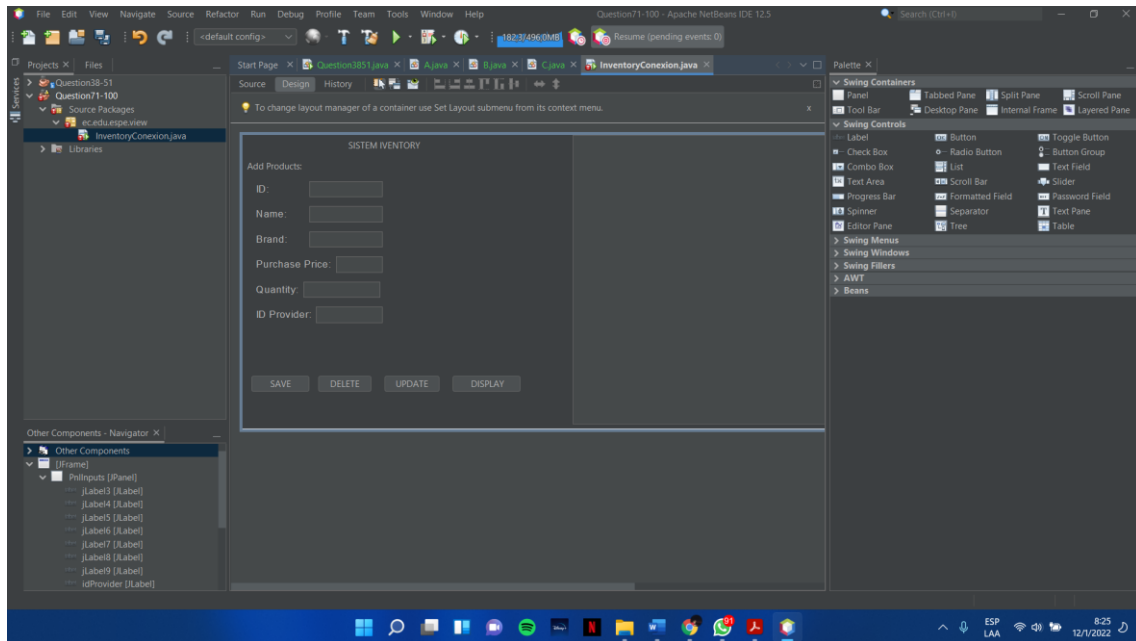 File Edit View Navigate Source Refactor Run Debug Profile Team Tools Window Help Question71-100 - Apache NetBeans IDE 12.5 Search (Ctrl+I)
<default config> 182.3/496.0MB Resume (pending events: 0)
Projects Files Start Page Question3851.java A.java B.java C.java InventoryConexion.java Palette
Services
Source Design History
To change layout manager of a container use Set Layout submenu from its context menu. x
Question38-51
Question71-100
Source Packages
ec.edu.espe.view
InventoryConexion.java
Libraries
SISTEM IVENTORY
Add Products:
ID:
Name:
Brand:
Purchase Price:
Quantity:
ID Provider:
SAVE DELETE UPDATE DISPLAY
Swing Containers
Panel Tabbed Pane Split Pane Scroll Pane
Tool Bar Desktop Pane Internal Frame Layered Pane
Swing Controls
Label Button Toggle Button
Check Box Radio Button Button Group
Combo Box List Text Field
Text Area Scroll Bar Slider
Progress Bar Formatted Field Password Field
Spinner Separator Text Pane
Editor Pane Tree Table
Swing Menus
Swing Windows
Swing Fillers
AWT
Beans
Other Components - Navigator
Other Components
[JFrame]
PnlInputs [JPanel]
jLabel3 [JLabel]
jLabel4 [JLabel]
jLabel5 [JLabel]
jLabel6 [JLabel]
jLabel7 [JLabel]
jLabel8 [JLabel]
jLabel9 [JLabel]
idProvider [JLabel]
91
ESP 8:25
LAA 12/1/2022